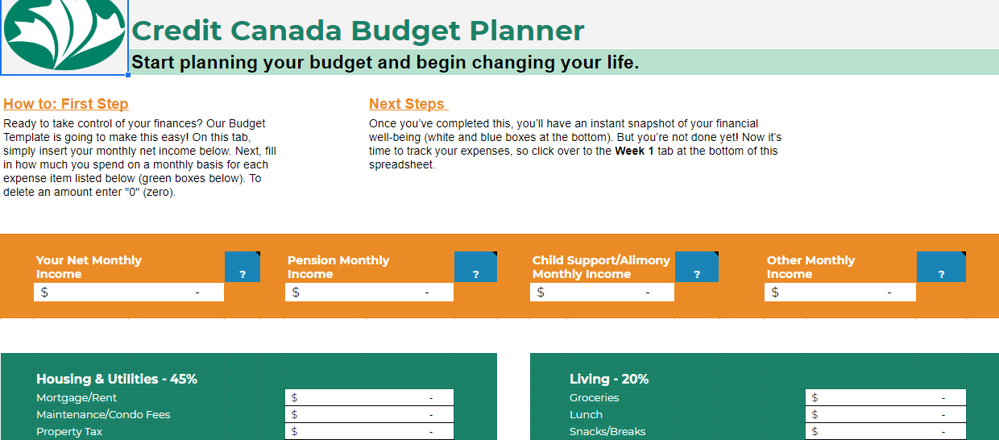 Credit Canada Budget Planner
Start planning your budget and begin changing your life.
How to: First Step
Ready to take control of your finances? Our Budget
Template is going to make this easy! On this tab,
simply insert your monthly net income below. Next, fill
in how much you spend on a monthly basis for each
expense item listed below (green boxes below). To
delete an amount enter "0" (zero).
Next Steps
Once you've completed this, you'll have an instant snapshot of your financial
well-being (white and blue boxes at the bottom). But you're not done yet! Now it's
time to track your expenses, so click over to the Week 1 tab at the bottom of this
spreadsheet.
Your Net Monthly
Income
?
$ -
Pension Monthly
Income
?
$ -
Child Support/Alimony
Monthly Income
?
$ -
Other Monthly
Income
?
$ -
Housing & Utilities - 45%
Mortgage/Rent $ -
Maintenance/Condo Fees $ -
Property Tax $ -
Living - 20%
Groceries $ -
Lunch $ -
Snacks/Breaks $ -